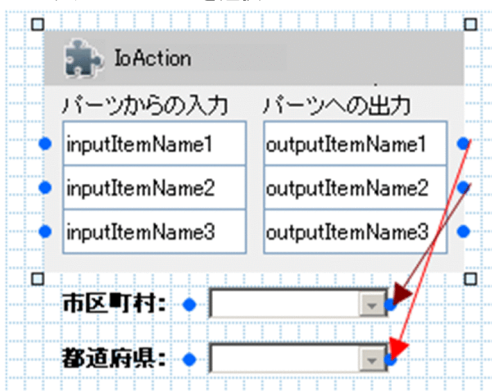 IoAction
パーツからの入力 パーツへの出力
inputItemName1 outputItemName1
inputItemName2 outputItemName2
inputItemName3 outputItemName3
市区町村:
都道府県: